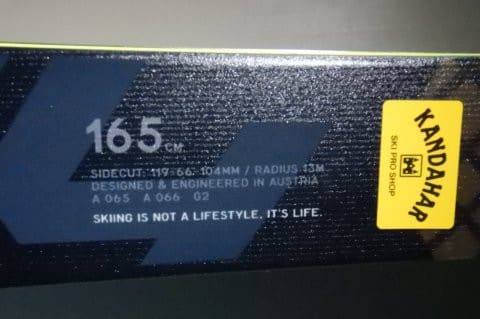 165 CM
SIDECUT: 119-66-104MM / RADIUS 13M
DESIGNED & ENGINEERED IN AUSTRIA
A 065 A 066 02
SKIING IS NOT A LIFESTYLE. IT'S LIFE.
KANDAHAR
SKI PRO SHOP